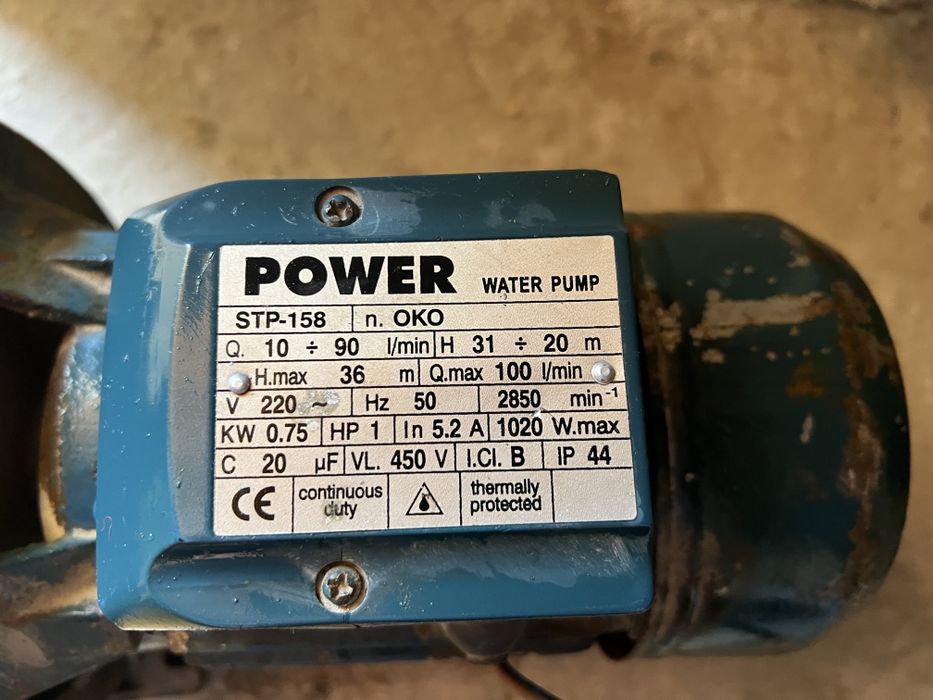 POWER WATER PUMP
STP-158 n. OKO
Q. 10 ÷ 90 l/min H 31 ÷ 20 m
H.max 36 m Q.max 100 l/min
V 220 ~ Hz 50 2850 min⁻¹
KW 0.75 HP 1 In 5.2 A 1020 W.max
C 20 µF VL. 450 V I.Cl. B IP 44
CE continuous duty thermally protected